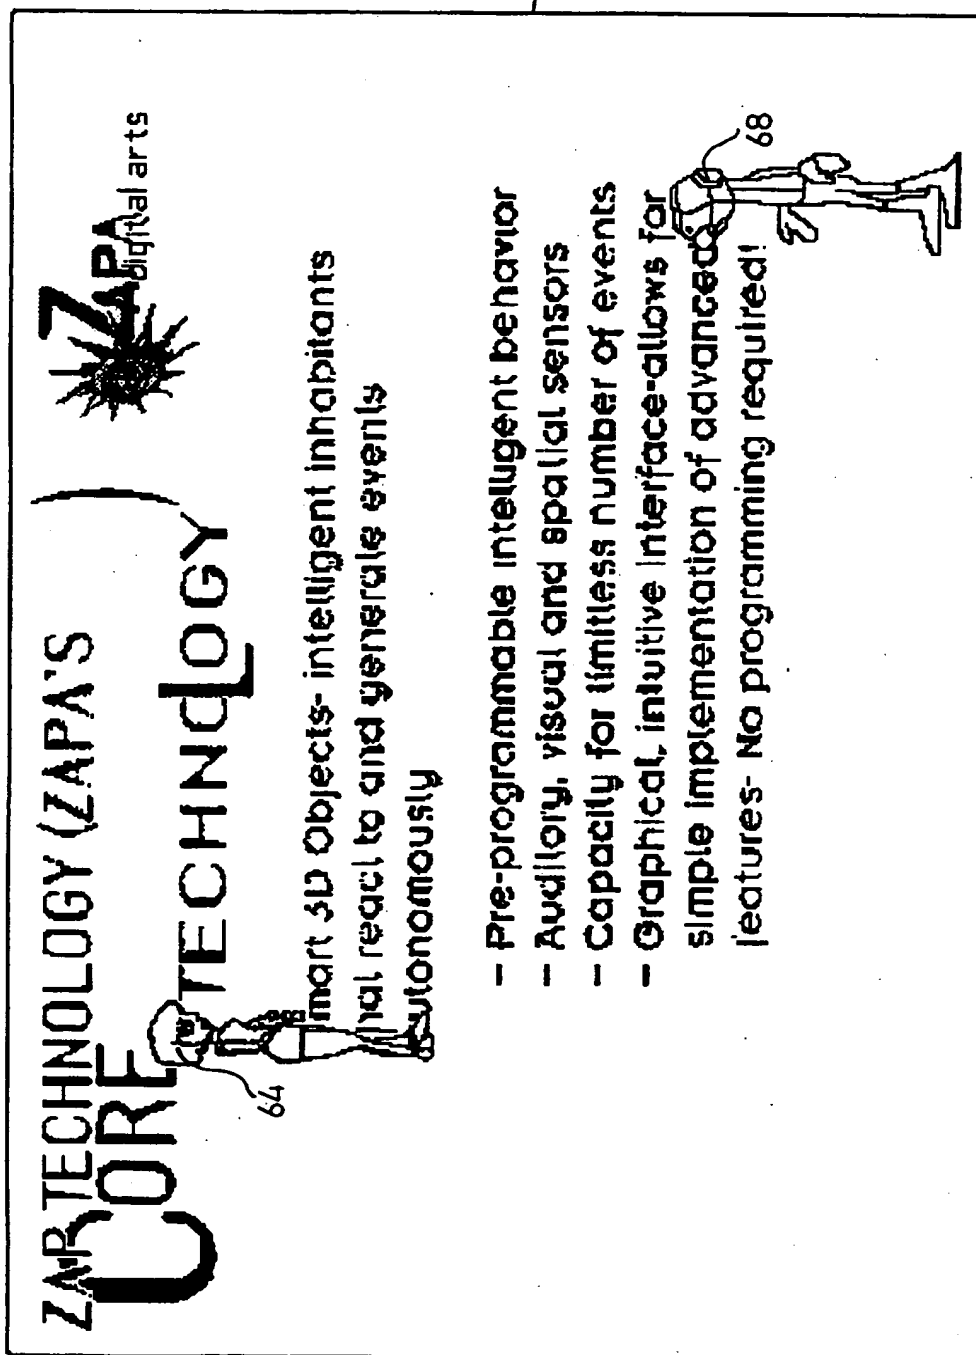 ZAP TECHNOLOGY (ZAPA'S
CORE TECHNOLOGY )
ZAPA
digital arts
64
mart 3D Objects- intelligent inhabitants
hat react to and generate events
utonomously
– Pre-programmable intelligent behavior
– Auditory, visual and spatial sensors
– Capacity for limitless number of events
– Graphical, intuitive interface-allows for
simple implementation of advanced
features- No programming required!
68